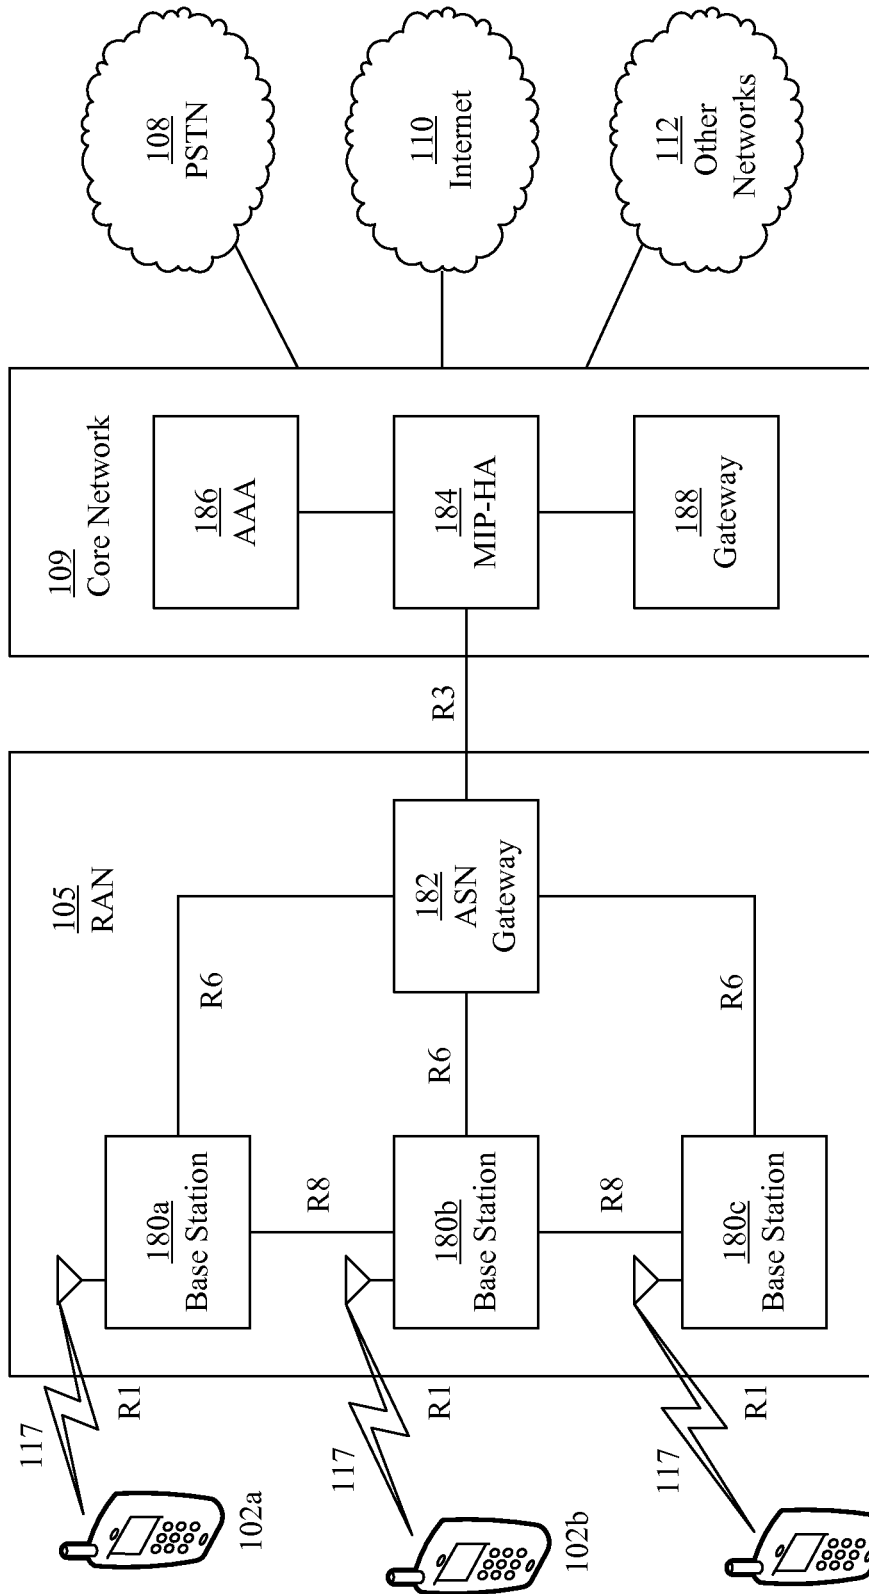 117
R1
102a
117
R1
102b
117
R1
105
RAN
180a
Base Station
R8
180b
Base Station
R8
180c
Base Station
R6
R6
R6
182
ASN
Gateway
R3
109
Core Network
186
AAA
184
MIP-HA
188
Gateway
108
PSTN
110
Internet
112
Other
Networks